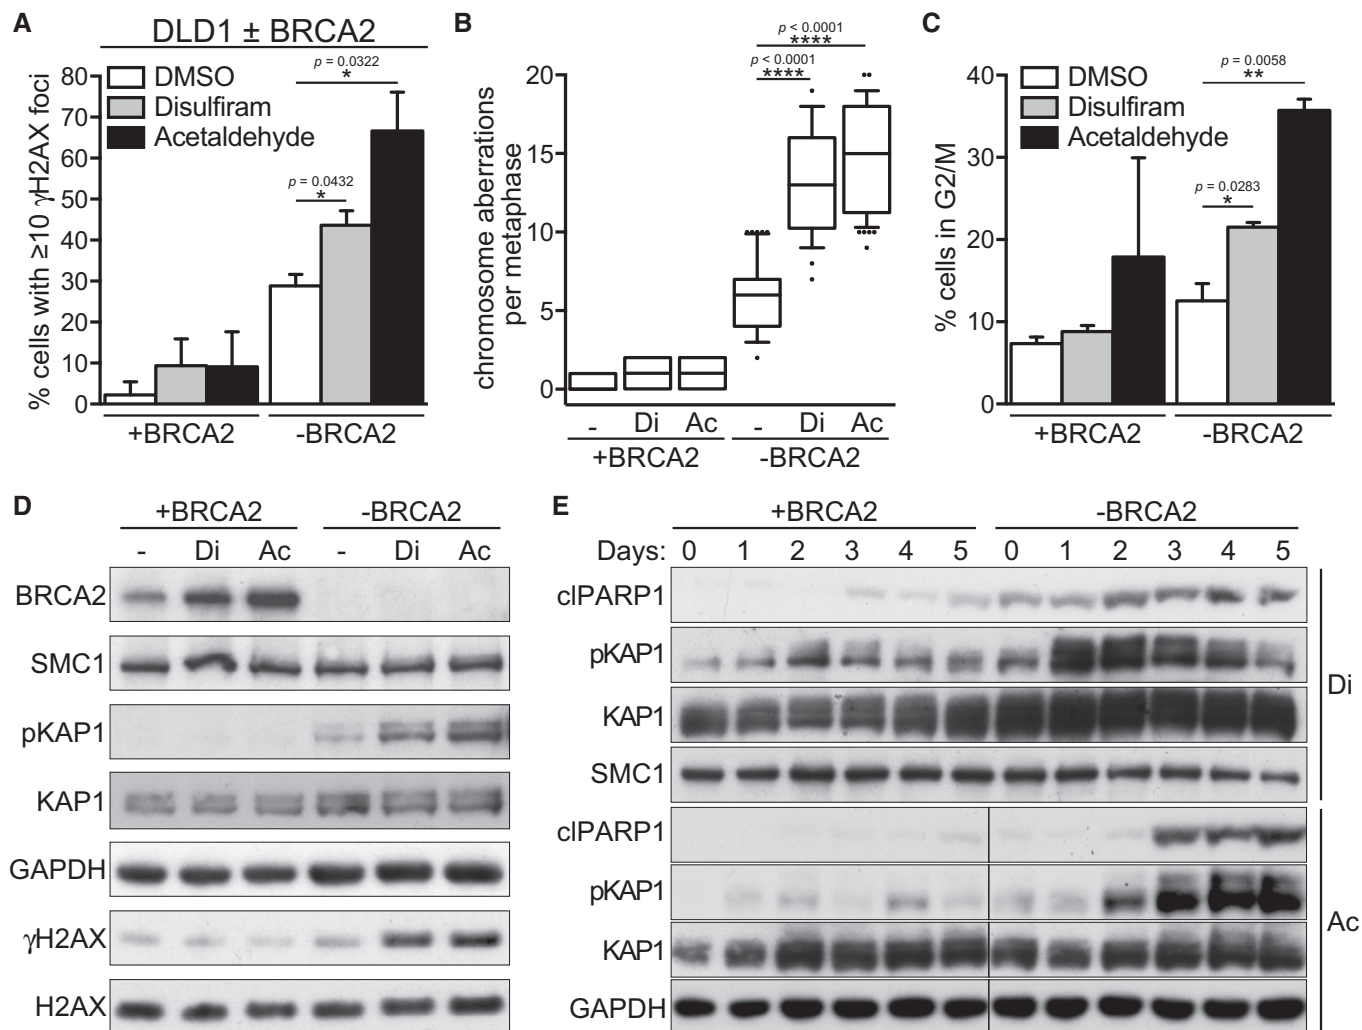 A
DLD1 ± BRCA2
% cells with ≥10 γH2AX foci
80
70
60
50
40
30
20
10
0
DMSO
Disulfiram
Acetaldehyde
p = 0.0322
*
p = 0.0432
*
+BRCA2 -BRCA2
B
chromosome aberrations
per metaphase
20
15
10
5
0
p < 0.0001
****
p < 0.0001
****
- Di Ac - Di Ac
+BRCA2 -BRCA2
C
% cells in G2/M
40
30
20
10
0
DMSO
Disulfiram
Acetaldehyde
p = 0.0058
**
p = 0.0283
*
+BRCA2 -BRCA2
D
+BRCA2 -BRCA2
- Di Ac - Di Ac
BRCA2
SMC1
pKAP1
KAP1
GAPDH
γH2AX
H2AX
E
+BRCA2 -BRCA2
Days: 0 1 2 3 4 5 0 1 2 3 4 5
clPARP1
pKAP1
KAP1
SMC1
Di
clPARP1
pKAP1
KAP1
GAPDH
Ac